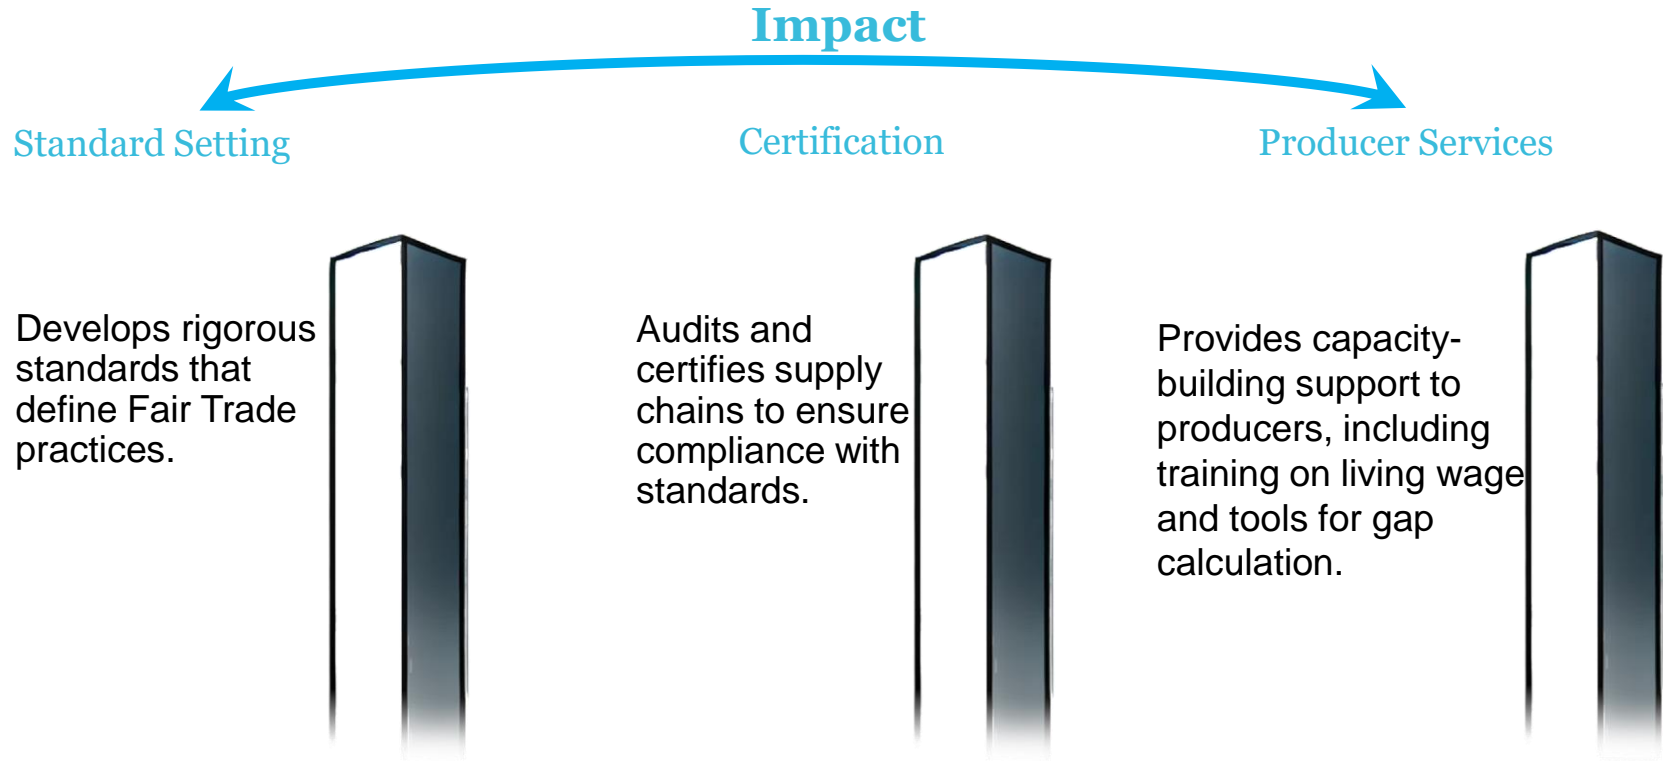 Impact
Standard Setting
Certification
Producer Services
Develops rigorous
standards that
define Fair Trade
practices.
Audits and
certifies supply
chains to ensure
compliance with
standards.
Provides capacity-
building support to
producers, including
training on living wage
and tools for gap
calculation.